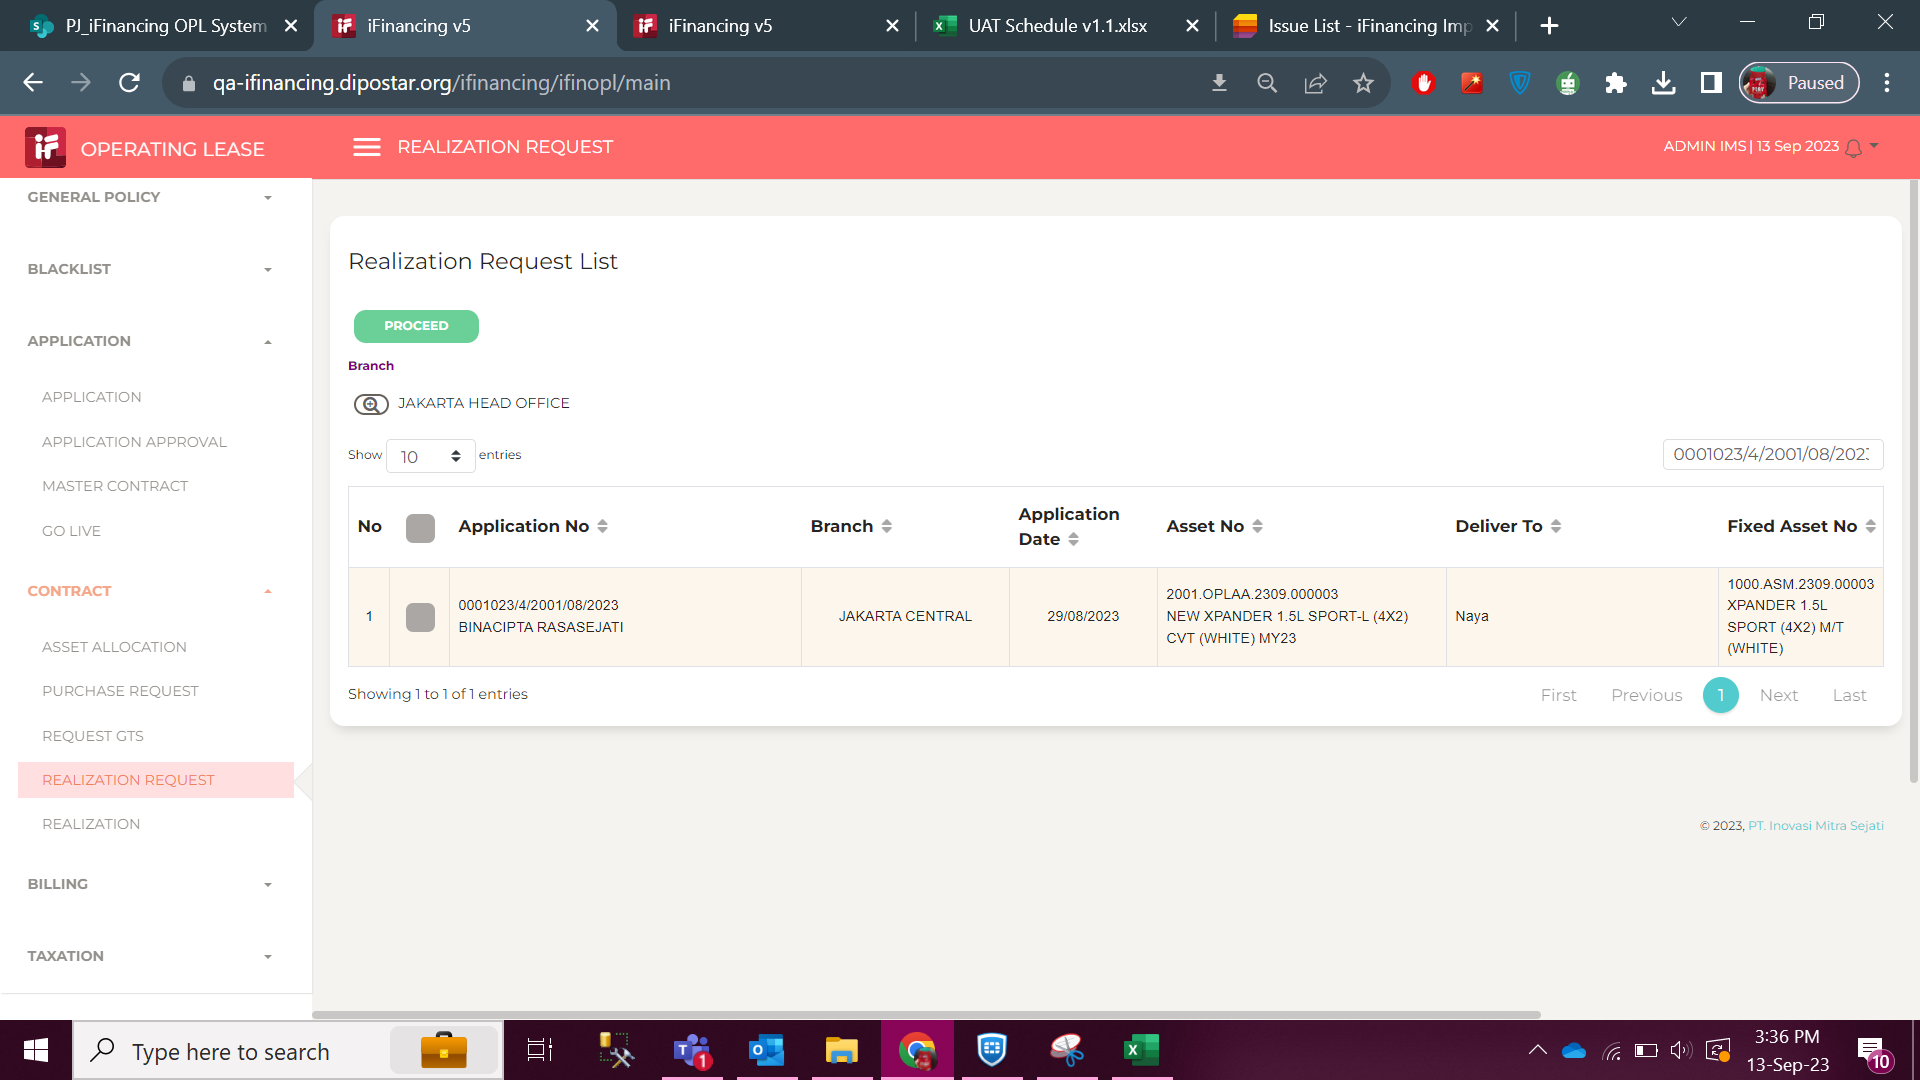 PJ_iFinancing OPL System
iFinancing v5
iFinancing v5
UAT Schedule v1.1.xlsx
Issue List - iFinancing Imp
qa-ifinancing.dipostar.org/ifinancing/ifinopl/main
Paused
iF
OPERATING LEASE
REALIZATION REQUEST
ADMIN IMS | 13 Sep 2023
GENERAL POLICY
BLACKLIST
APPLICATION
APPLICATION
APPLICATION APPROVAL
MASTER CONTRACT
GO LIVE
CONTRACT
ASSET ALLOCATION
PURCHASE REQUEST
REQUEST GTS
REALIZATION REQUEST
REALIZATION
BILLING
TAXATION
Realization Request List
PROCEED
Branch
JAKARTA HEAD OFFICE
Show 10 entries
0001023/4/2001/08/2023
No
Application No
Branch
Application
Date
Asset No
Deliver To
Fixed Asset No
1
0001023/4/2001/08/2023
BINACIPTA RASASEJATI
JAKARTA CENTRAL
29/08/2023
2001.OPLAA.2309.000003
NEW XPANDER 1.5L SPORT-L (4X2)
CVT (WHITE) MY23
Naya
1000.ASM.2309.00003
XPANDER 1.5L
SPORT (4X2) M/T
(WHITE)
Showing 1 to 1 of 1 entries
First
Previous
1
Next
Last
© 2023, PT. Inovasi Mitra Sejati
Type here to search
1
3:36 PM
13-Sep-23
10